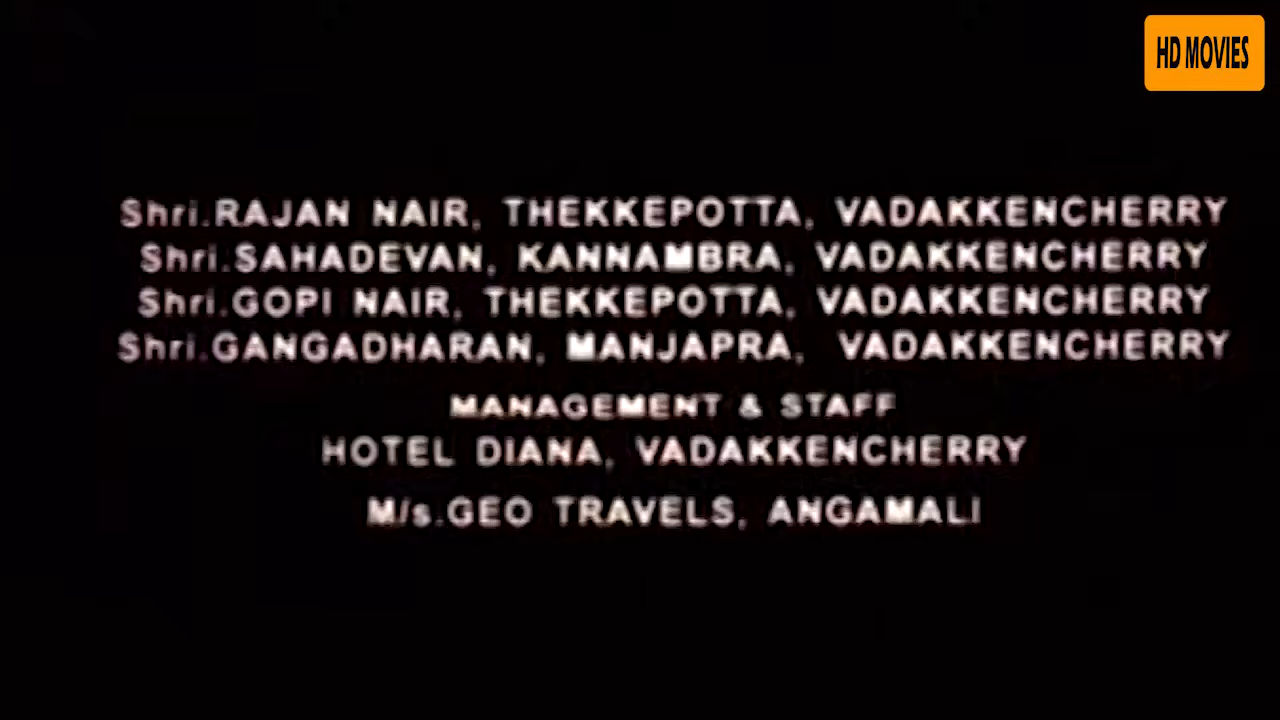 HD MOVIES
Shri.RAJAN NAIR, THEKKEPOTTA, VADAKKENCHERRY
Shri.SAHADEVAN, KANNAMBRA, VADAKKENCHERRY
Shri.GOPI NAIR, THEKKEPOTTA, VADAKKENCHERRY
Shri.GANGADHARAN, MANJAPRA, VADAKKENCHERRY
MANAGEMENT & STAFF
HOTEL DIANA, VADAKKENCHERRY
M/s.GEO TRAVELS, ANGAMALI